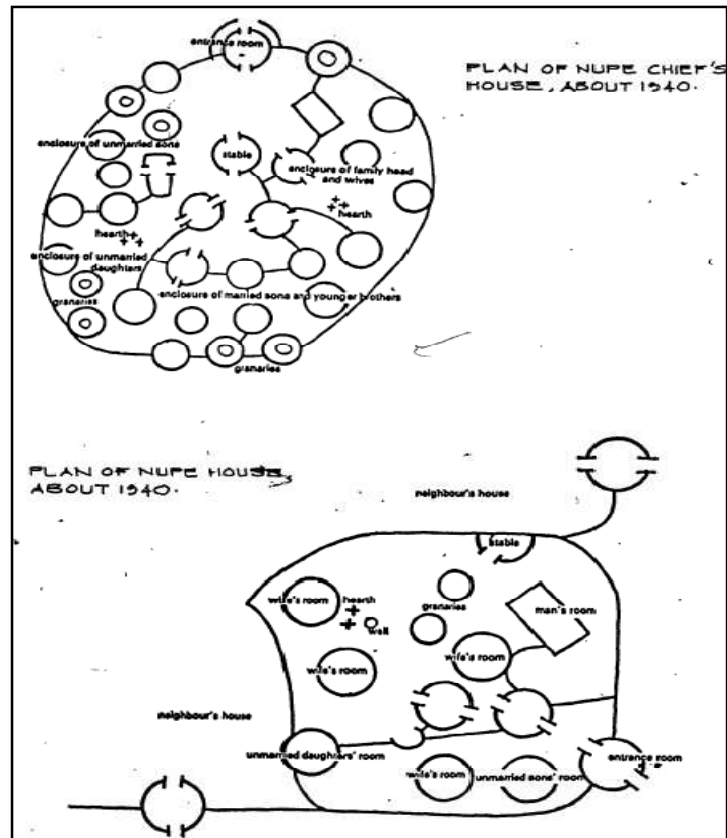 entrance room
PLAN OF NUPE CHIEF'S
HOUSE, ABOUT 1940.
enclosure of unmarried sons
stable
enclosure of family head
and wives
hearth
hearth
enclosure of unmarried
daughters
enclosure of married sons and younger brothers
granaries
granaries
PLAN OF NUPE HOUSE
ABOUT 1940.
neighbour's house
stable
wife's room
hearth
granaries
man's room
well
wife's room
wife's room
neighbour's house
unmarried daughters' room
entrance room
wife's room
unmarried sons' room